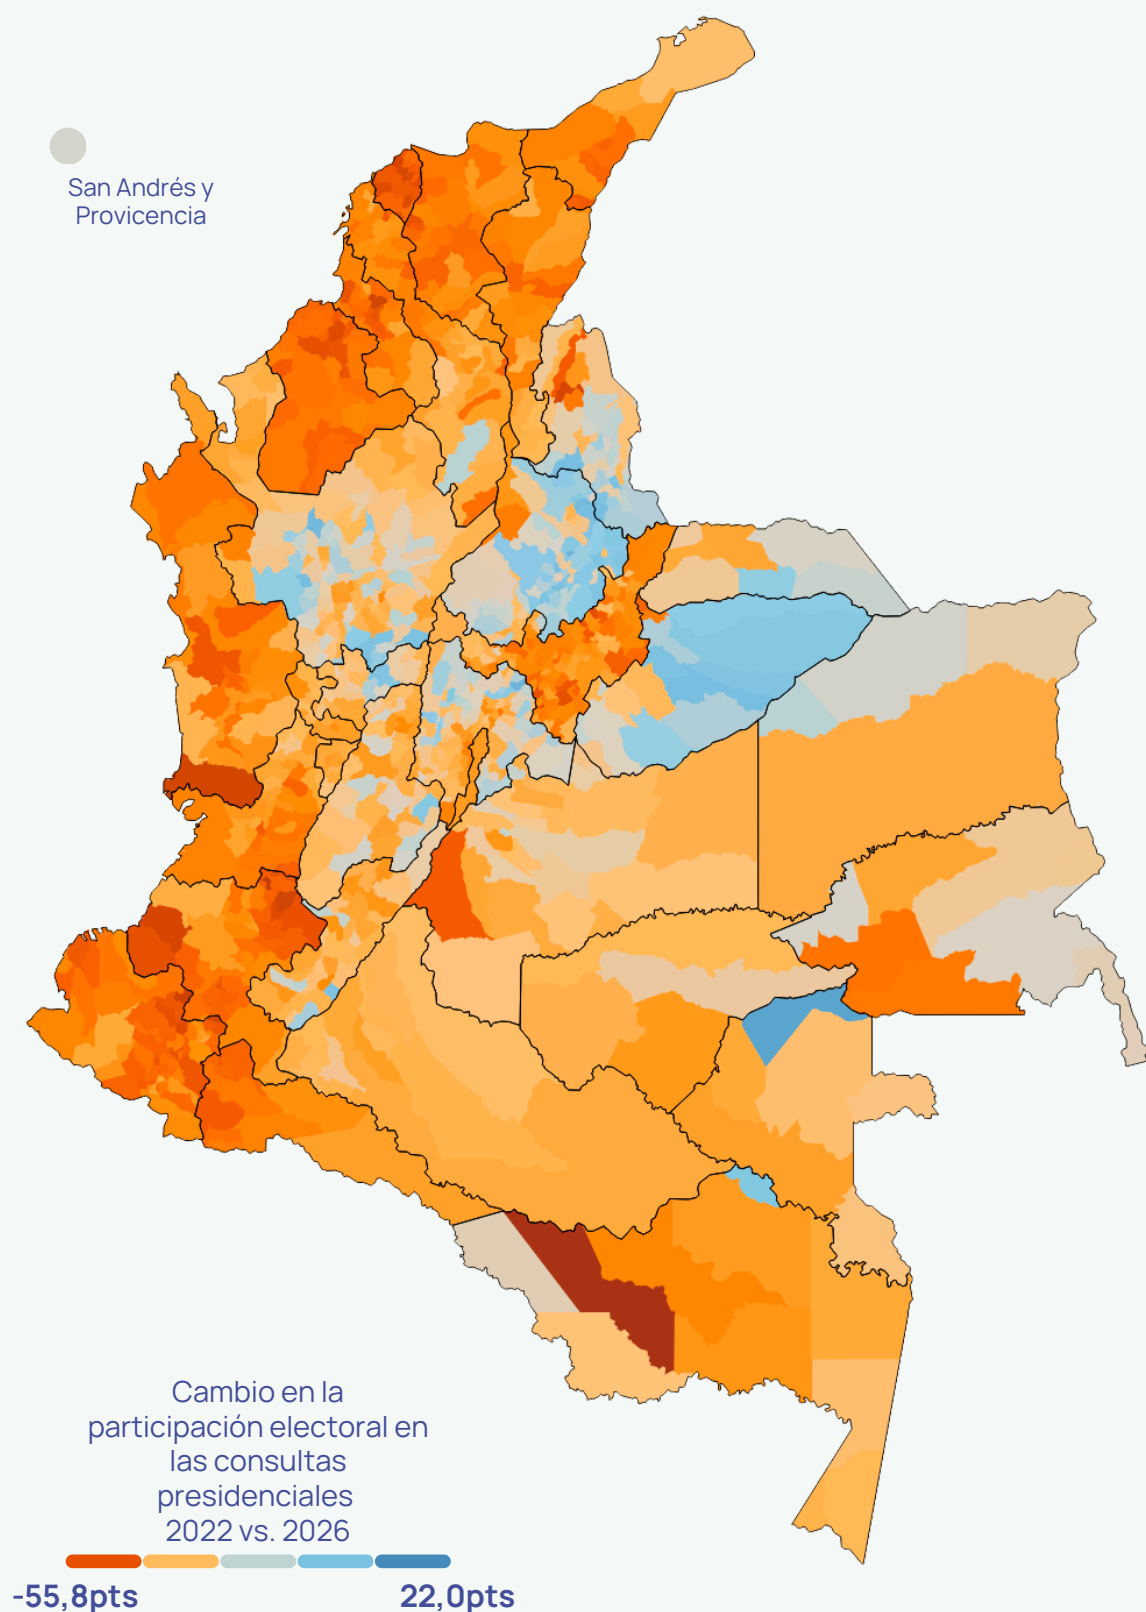 San Andrés y
Provicencia
Cambio en la
participación electoral en
las consultas
presidenciales
2022 vs. 2026
-55,8pts
22,0pts